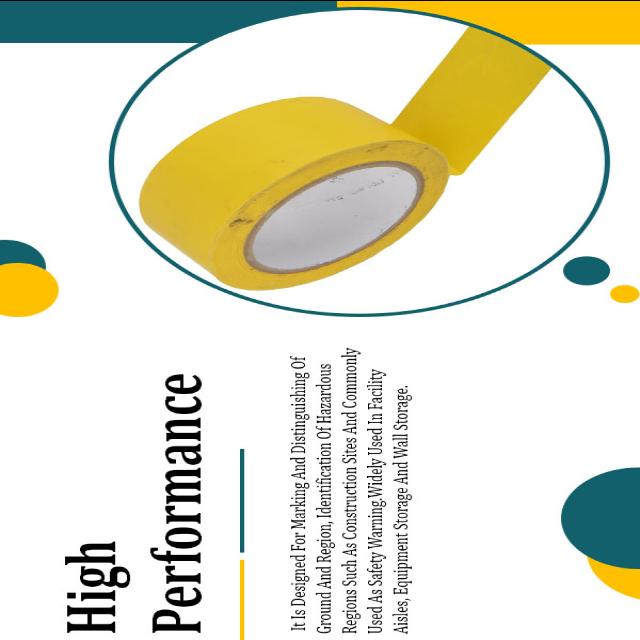 High
Performance
It Is Designed For Marking And Distinguishing Of
Ground And Region, Identification Of Hazardous
Regions Such As Construction Sites And Commonly
Used As Safety Warning,Widely Used In Facility
Aisles, Equipment Storage And Wall Storage.